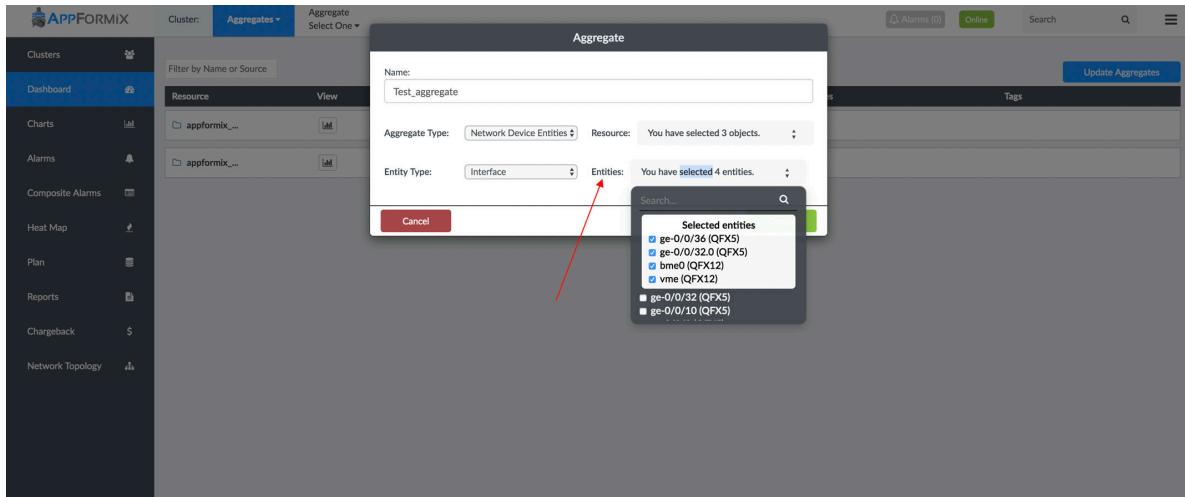 APPFORMIX
Cluster:
Aggregates
Aggregate
Select One
Alarms (0)
Online
Search
Clusters
Dashboard
Charts
Alarms
Composite Alarms
Heat Map
Plan
Reports
Chargeback
Network Topology
Filter by Name or Source
Update Aggregates
Resource
View
Tags
appformix_...
appformix_...
Aggregate
Name:
Test_aggregate
Aggregate Type:
Network Device Entities
Resource:
You have selected 3 objects.
Entity Type:
Interface
Entities:
You have selected 4 entities.
Cancel
Search...
Selected entities
ge-0/0/36 (QFX5)
ge-0/0/32.0 (QFX5)
bme0 (QFX12)
vme (QFX12)
ge-0/0/32 (QFX5)
ge-0/0/10 (QFX5)